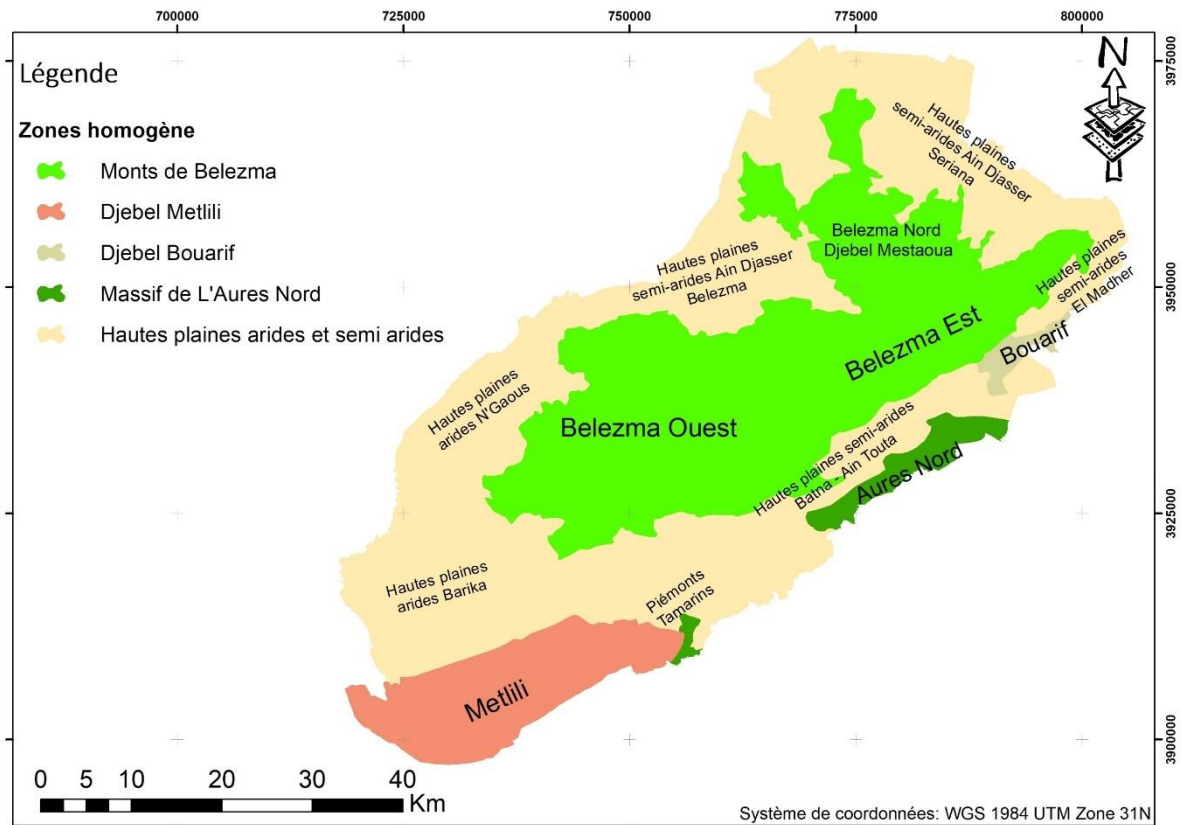 700000 725000 750000 775000 800000
Légende
Zones homogène
Monts de Belezma
Djebel Metlili
Djebel Bouarif
Massif de L'Aures Nord
Hautes plaines arides et semi arides
N
3975000
3950000
3925000
3900000
Hautes plaines
semi-arides Ain Djasser
Seriana
Belezma Nord
Djebel Mestaoua
Hautes plaines
semi-arides Ain Djasser
Belezma
Hautes plaines
semi-arides
El Madner
Belezma Est
Bouarif
Hautes plaines
arides N'Gaous
Belezma Ouest
Hautes plaines semi-arides
Batna - Ain Touta
Aures Nord
Hautes plaines
arides Barika
Piémonts
Tamarins
Metlili
0 5 10 20 30 40
Km
Système de coordonnées: WGS 1984 UTM Zone 31N